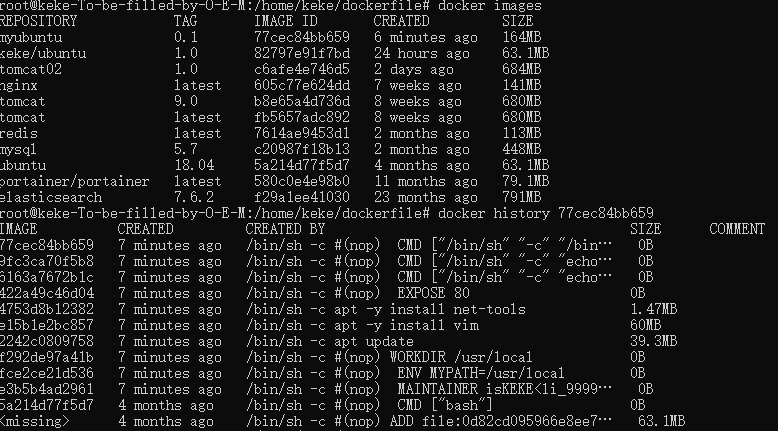 root@keke-To-be-filled-by-O-E-M:/home/keke/dockerfile# docker images
REPOSITORY TAG IMAGE ID CREATED SIZE
myubuntu 0.1 77cec84bb659 6 minutes ago 164MB
keke/ubuntu 1.0 82797e91f7bd 24 hours ago 63.1MB
tomcat02 1.0 c6afe4e746d5 2 days ago 684MB
nginx latest 605c77e624dd 7 weeks ago 141MB
tomcat 9.0 b8e65a4d736d 8 weeks ago 680MB
tomcat latest fb5657adc892 8 weeks ago 680MB
redis latest 7614ae9453d1 2 months ago 113MB
mysql 5.7 c20987f18b13 2 months ago 448MB
ubuntu 18.04 5a214d77f5d7 4 months ago 63.1MB
portainer/portainer latest 580c0e4e98b0 11 months ago 79.1MB
elasticsearch 7.6.2 f29a1ee41030 23 months ago 791MB
root@keke-To-be-filled-by-O-E-M:/home/keke/dockerfile# docker history 77cec84bb659
IMAGE CREATED CREATED BY SIZE COMMENT
77cec84bb659 7 minutes ago /bin/sh -c #(nop) CMD ["/bin/sh" "-c" "/bin… 0B
9fc3ca70f5b8 7 minutes ago /bin/sh -c #(nop) CMD ["/bin/sh" "-c" "echo… 0B
6163a7672b1c 7 minutes ago /bin/sh -c #(nop) CMD ["/bin/sh" "-c" "echo… 0B
422a49c46d04 7 minutes ago /bin/sh -c #(nop) EXPOSE 80 0B
4753d8b12382 7 minutes ago /bin/sh -c apt -y install net-tools 1.47MB
e15b1e2bc857 7 minutes ago /bin/sh -c apt -y install vim 60MB
2242c0809758 7 minutes ago /bin/sh -c apt update 39.3MB
f292de97a41b 7 minutes ago /bin/sh -c #(nop) WORKDIR /usr/local 0B
fce2ce21d536 7 minutes ago /bin/sh -c #(nop) ENV MYPATH=/usr/local 0B
e3b5b4ad2961 7 minutes ago /bin/sh -c #(nop) MAINTAINER isKEKE<li_9999… 0B
5a214d77f5d7 4 months ago /bin/sh -c #(nop) CMD ["bash"] 0B
<missing> 4 months ago /bin/sh -c #(nop) ADD file:0d82cd095966e8ee7… 63.1MB